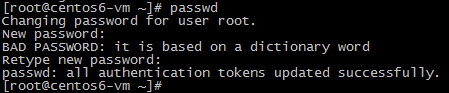 [root@centos6-vm ~]# passwd
Changing password for user root.
New password:
BAD PASSWORD: it is based on a dictionary word
Retype new password:
passwd: all authentication tokens updated successfully.
[root@centos6-vm ~]#